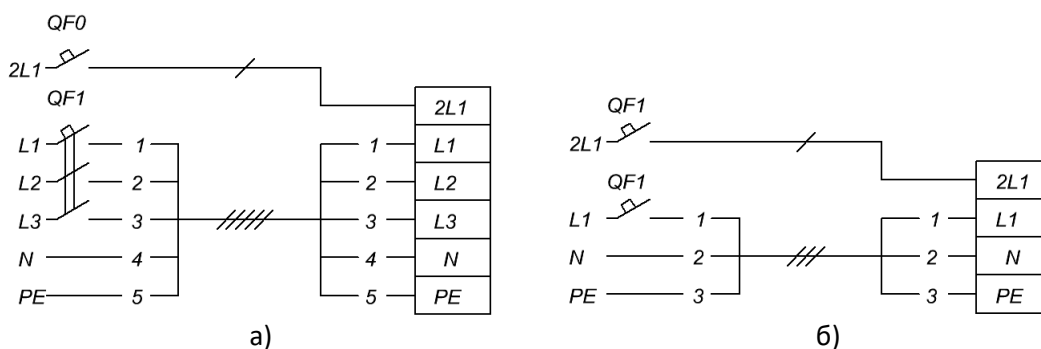 QF0
2L1
QF1
2L1
L1 1 1 L1
L2 2 2 L2
L3 3 3 L3
N 4 4 N
PE 5 5 PE
а)
QF1
2L1
QF1
2L1
L1 1 1 L1
N 2 2 N
PE 3 3 PE
б)